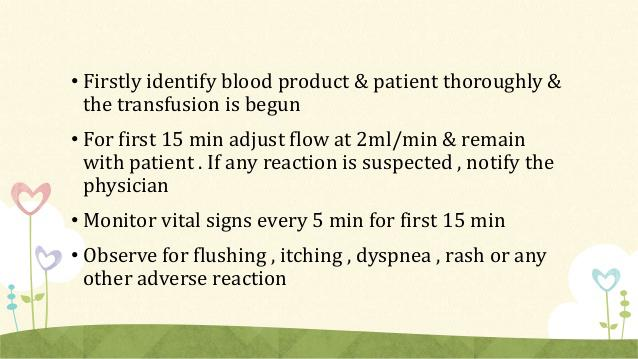 • Firstly identify blood product & patient thoroughly &
the transfusion is begun
• For first 15 min adjust flow at 2ml/min & remain
with patient . If any reaction is suspected , notify the
physician
• Monitor vital signs every 5 min for first 15 min
• Observe for flushing , itching , dyspnea , rash or any
other adverse reaction